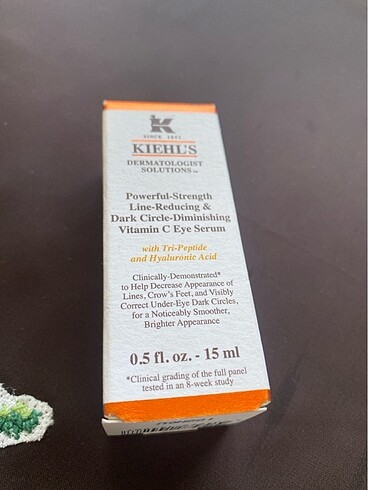 K
SINCE 1851
KIEHL'S
DERMATOLOGIST
SOLUTIONS™
Powerful-Strength
Line-Reducing &
Dark Circle-Diminishing
Vitamin C Eye Serum
with Tri-Peptide
and Hyaluronic Acid
Clinically-Demonstrated*
to Help Decrease Appearance of
Lines, Crow's Feet, and Visibly
Correct Under-Eye Dark Circles,
for a Noticeably Smoother,
Brighter Appearance
0.5 fl. oz. - 15 ml
*Clinical grading of the full panel
tested in an 8-week study